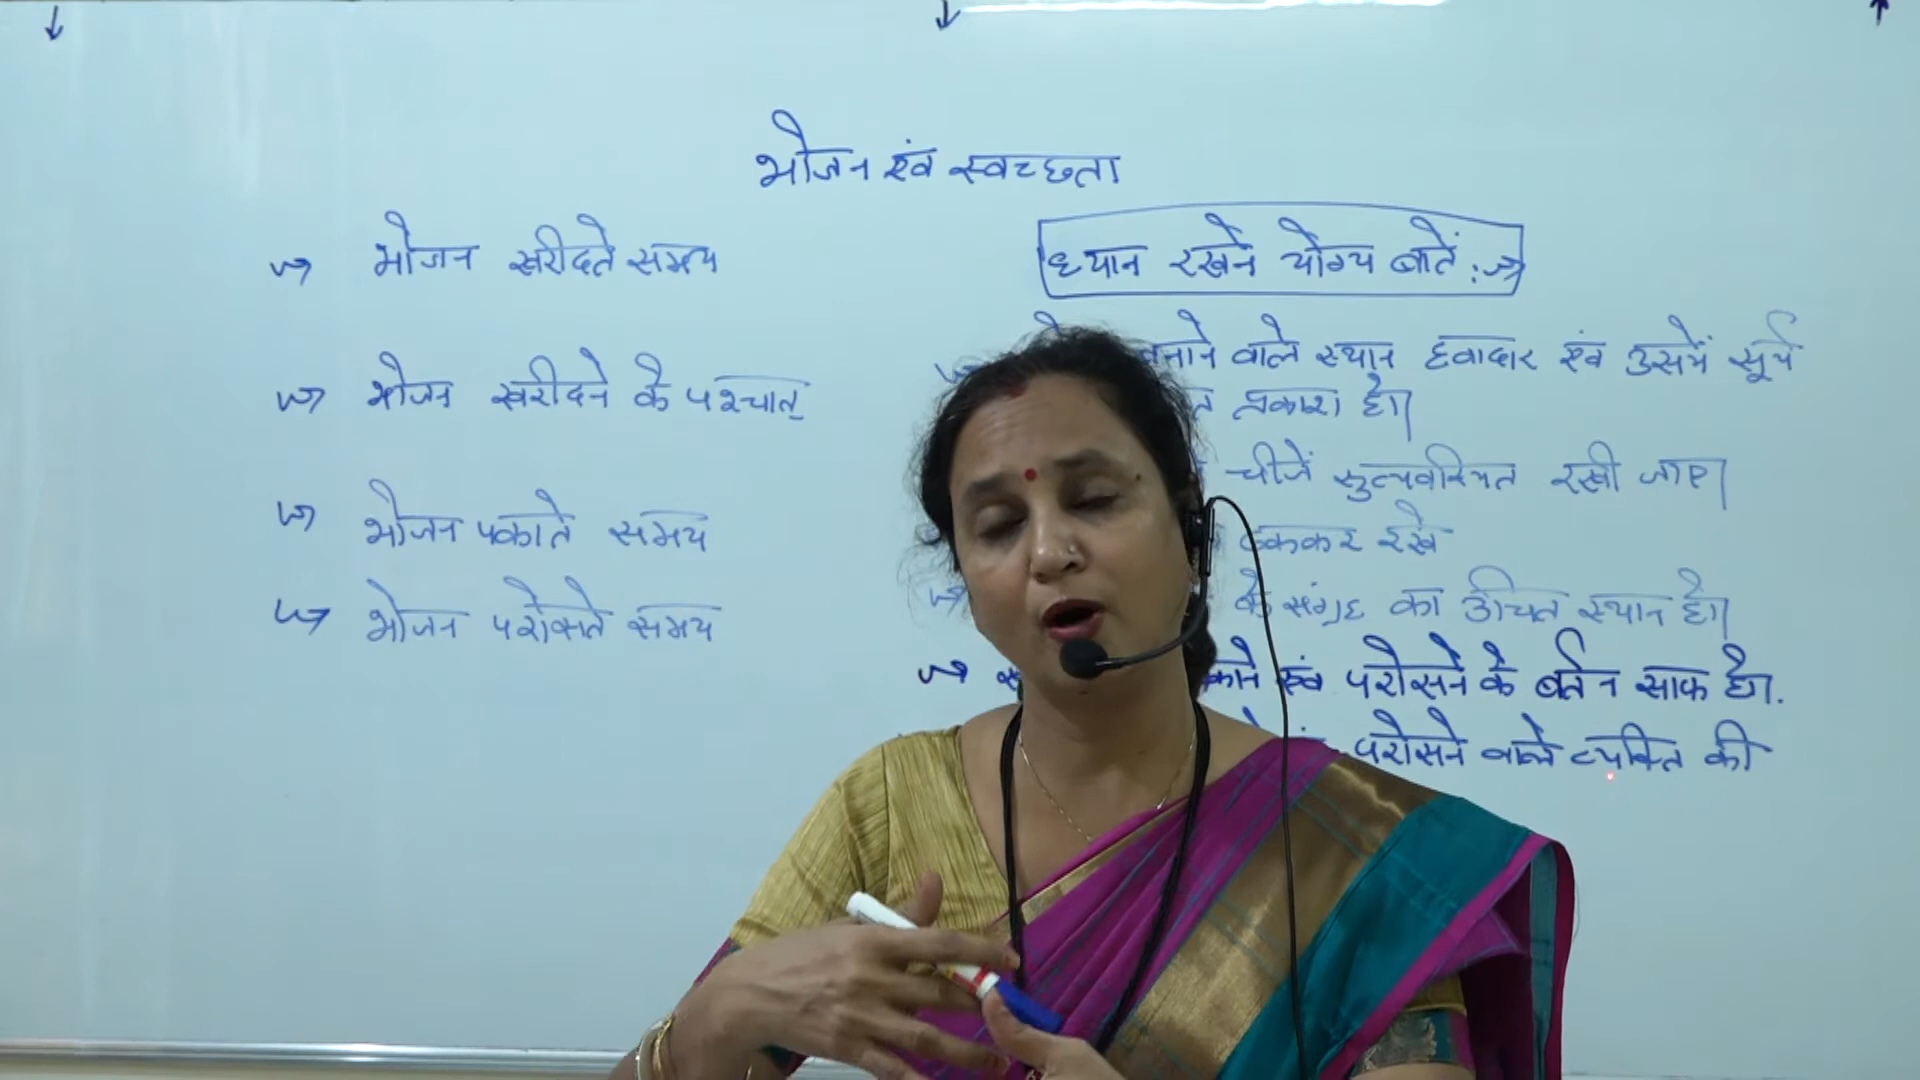 भोजन एवं स्वच्छता
भोजन खरीदते समय
भोजन खरीदने के पश्चात्
भोजन पकाते समय
भोजन परोसते समय
ध्यान रखने योग्य बातें :→
वाले स्थान हवादार एवं उसमें सूर्य
प्रकाश हो।
चीजें सुव्यवस्थित रखी जाए।
ढककर रखें
के संग्रह का उचित स्थान हो।
एवं परोसने के बर्तन साफ हो.
परोसने वाले व्यक्ति की